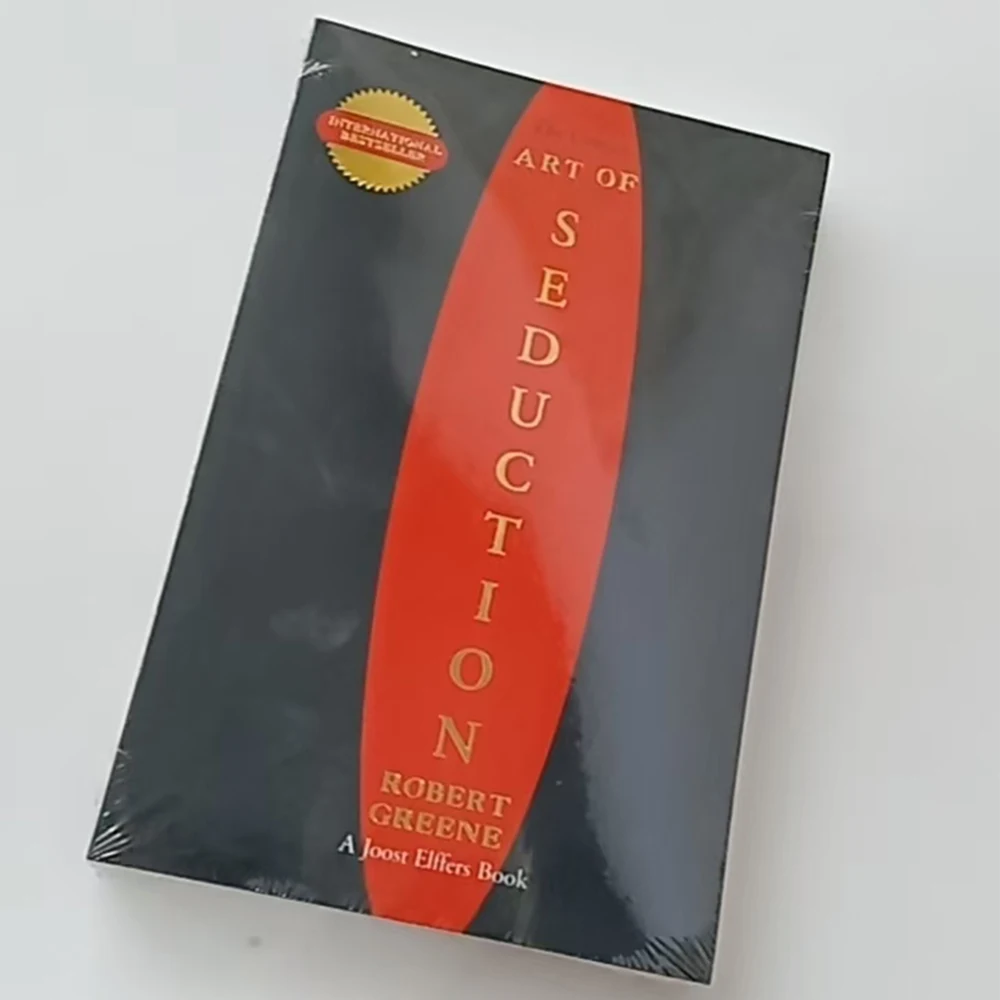 INTERNATIONAL
BESTSELLER
ART OF
SEDUCTION
ROBERT
GREENE
A Joost Elffers Book